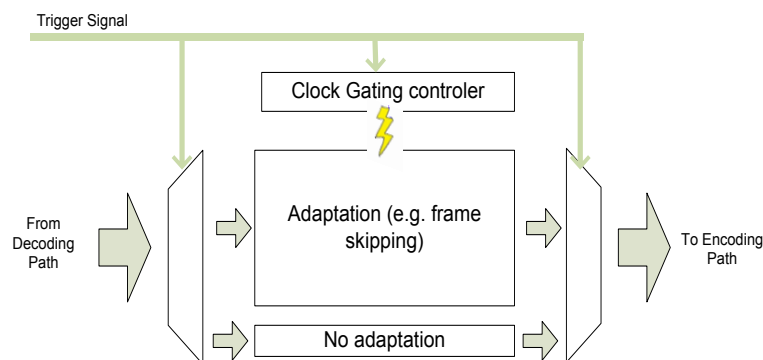 Trigger Signal
Clock Gating controler
From
Decoding
Path
Adaptation (e.g. frame
skipping)
To Encoding
Path
No adaptation